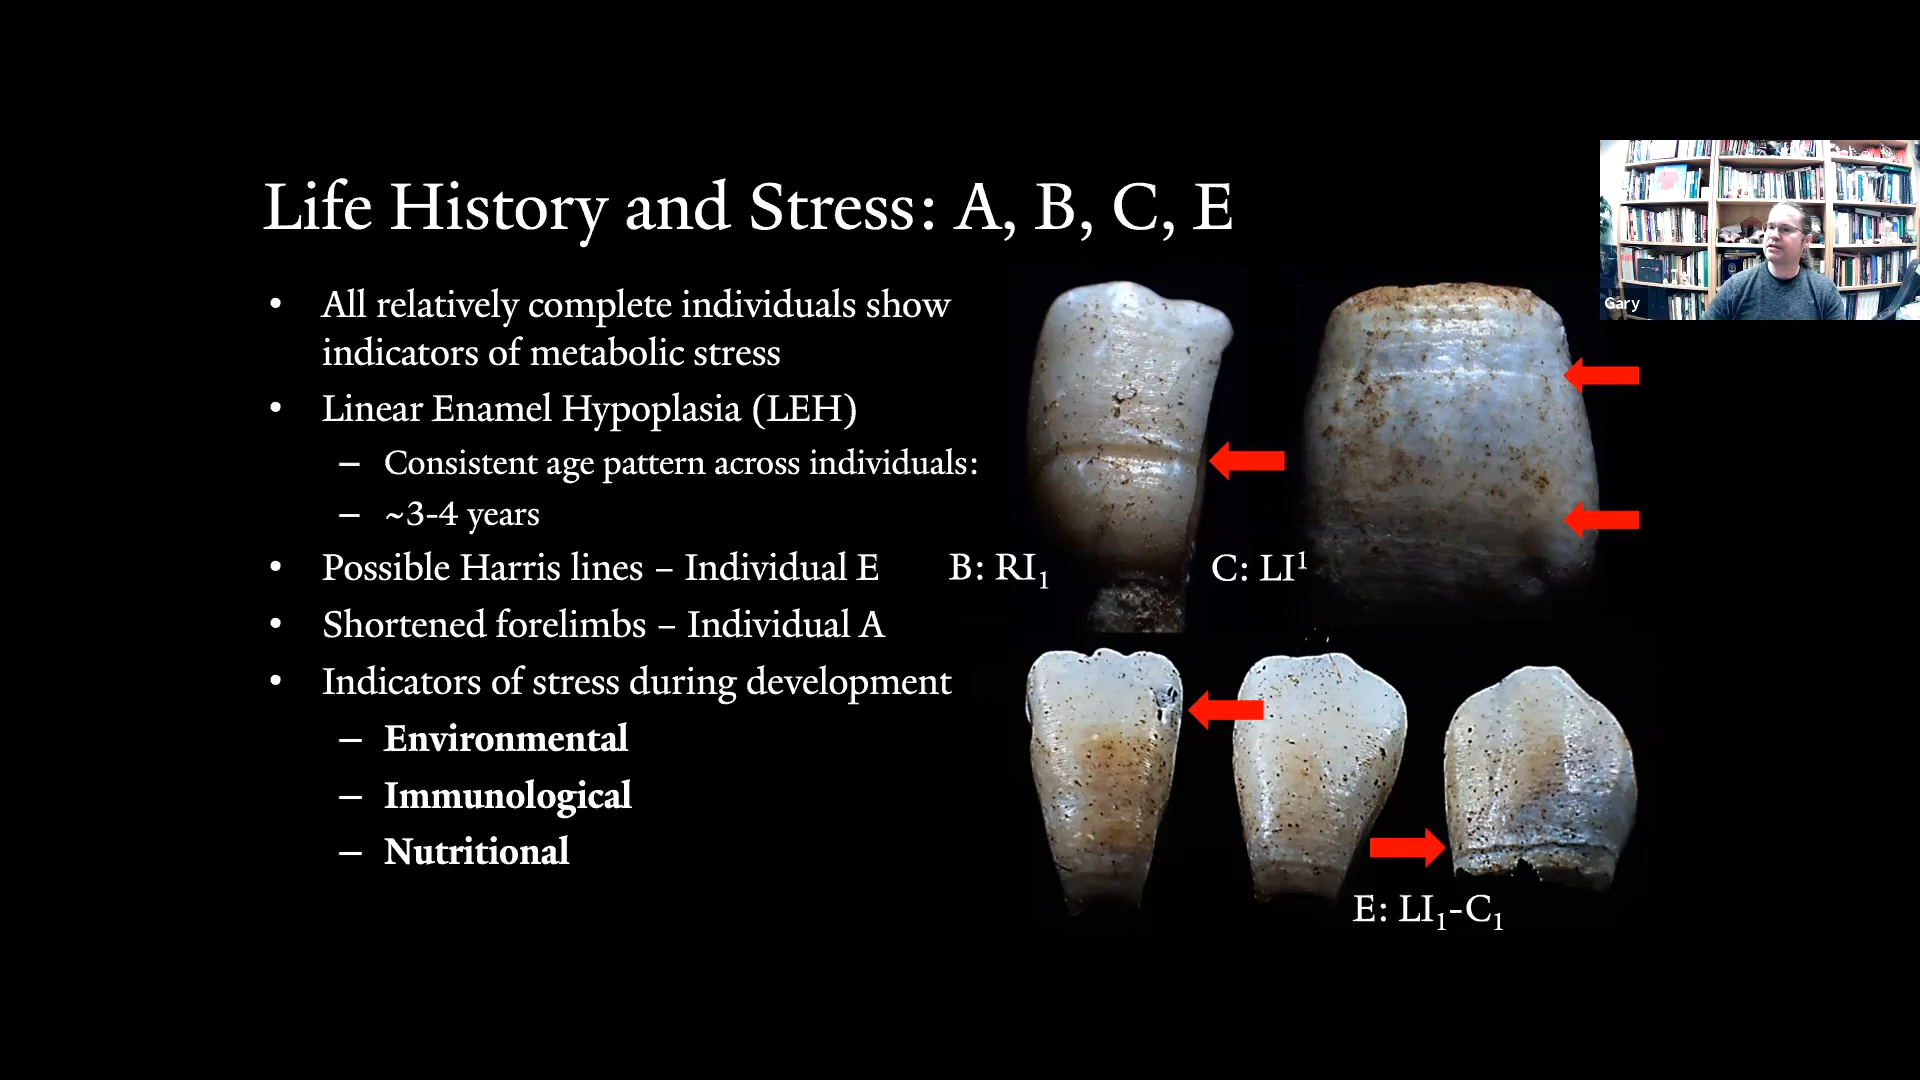 Life History and Stress: A, B, C, E
• All relatively complete individuals show
indicators of metabolic stress
• Linear Enamel Hypoplasia (LEH)
– Consistent age pattern across individuals:
– ~3-4 years
• Possible Harris lines – Individual E
• Shortened forelimbs – Individual A
• Indicators of stress during development
– Environmental
– Immunological
– Nutritional
B: RI₁
C: LI¹
E: LI₁-C₁
Gary